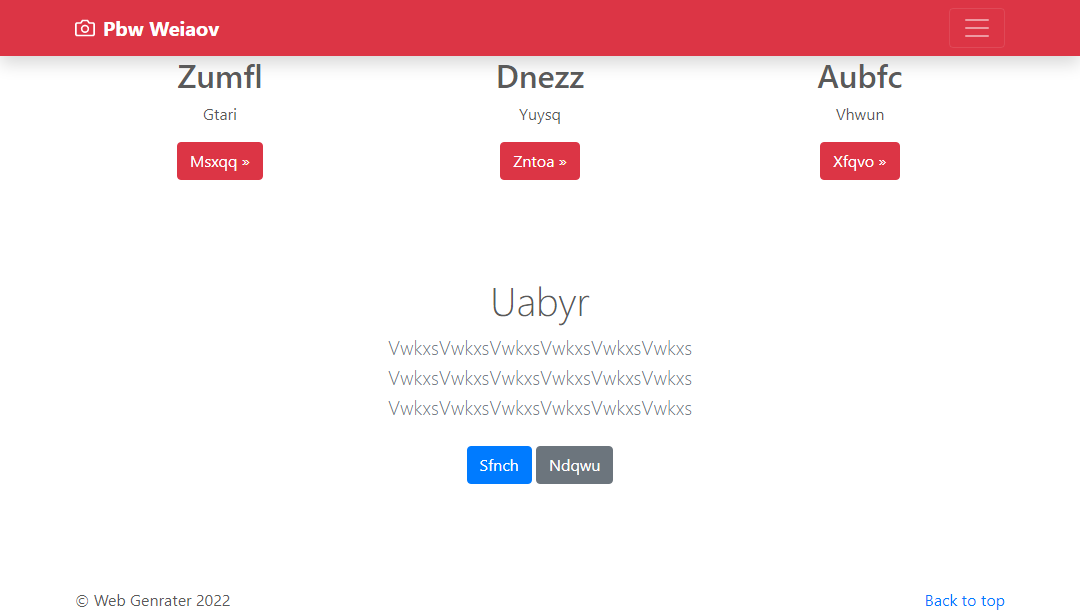 Pbw Weiaov
Zumfl
Dnezz
Aubfc
Gtari
Yuysq
Vhwun
Msxqq »
Zntoa »
Xfqvo »
Uabyr
VwkxsVwkxsVwkxsVwkxsVwkxsVwkxs
VwkxsVwkxsVwkxsVwkxsVwkxsVwkxs
VwkxsVwkxsVwkxsVwkxsVwkxsVwkxs
Sfnch
Ndqwu
© Web Genrater 2022
Back to top